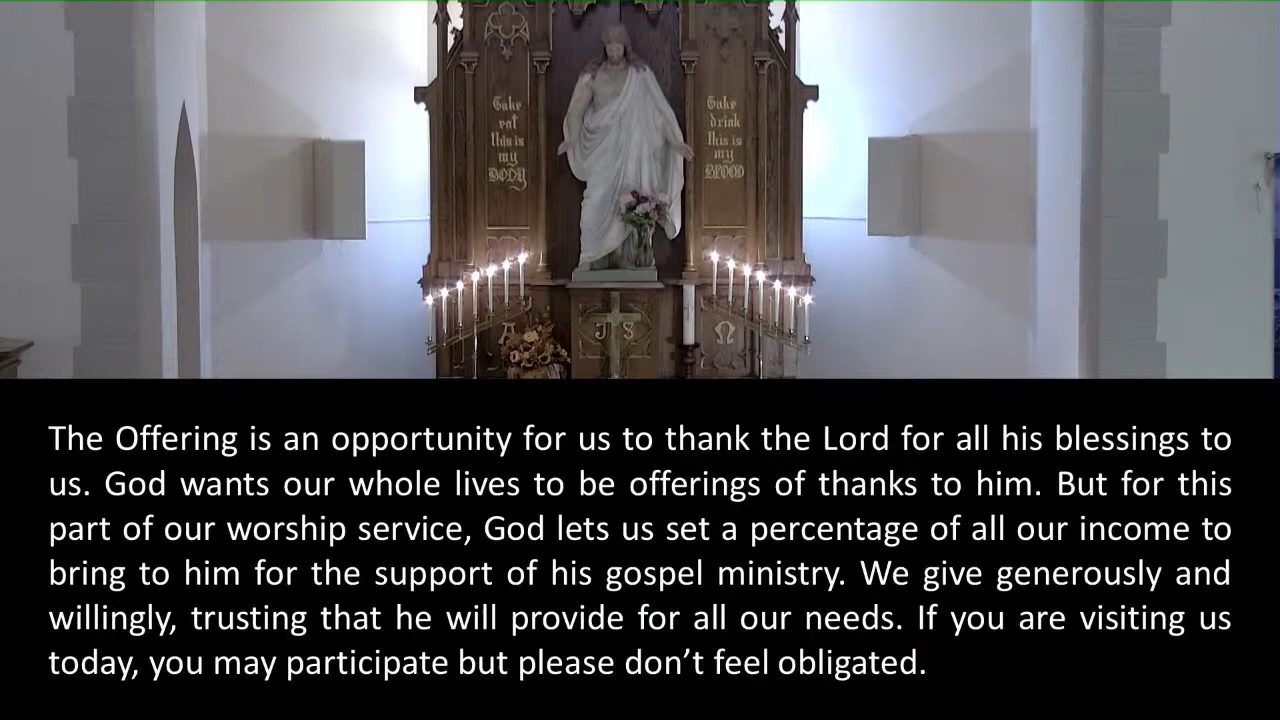 Take
eat
this is
my
BODY
Take
drink
this is
my
BLOOD
A
IHS
Ω
The Offering is an opportunity for us to thank the Lord for all his blessings to
us. God wants our whole lives to be offerings of thanks to him. But for this
part of our worship service, God lets us set a percentage of all our income to
bring to him for the support of his gospel ministry. We give generously and
willingly, trusting that he will provide for all our needs. If you are visiting us
today, you may participate but please don’t feel obligated.